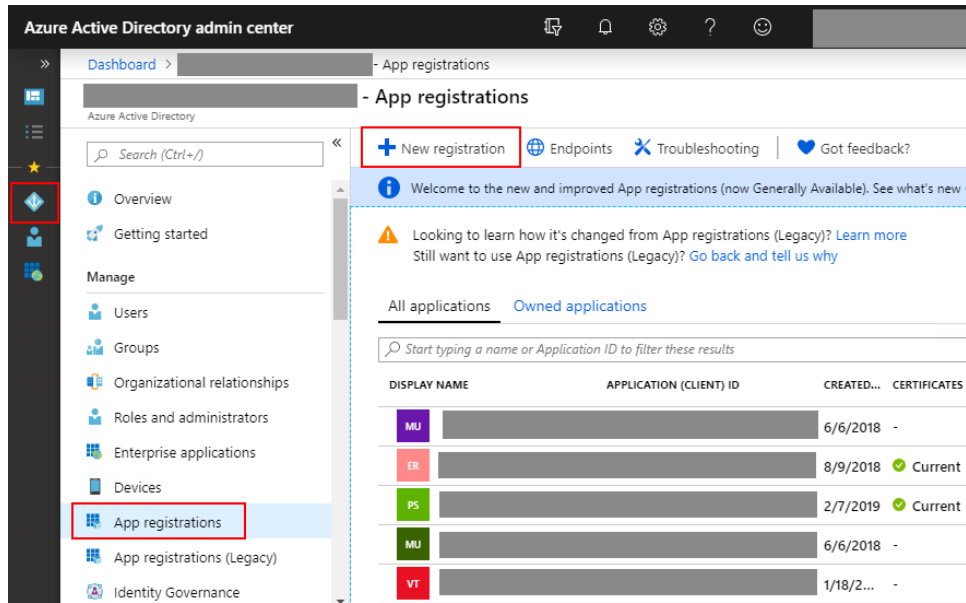 Azure Active Directory admin center
Dashboard > - App registrations
- App registrations
Azure Active Directory
Search (Ctrl+/)
Overview
Getting started
Manage
Users
Groups
Organizational relationships
Roles and administrators
Enterprise applications
Devices
App registrations
App registrations (Legacy)
Identity Governance
New registration Endpoints Troubleshooting Got feedback?
Welcome to the new and improved App registrations (now Generally Available). See what's new
Looking to learn how it's changed from App registrations (Legacy)? Learn more
Still want to use App registrations (Legacy)? Go back and tell us why
All applications Owned applications
Start typing a name or Application ID to filter these results
DISPLAY NAME APPLICATION (CLIENT) ID CREATED... CERTIFICATES
MU 6/6/2018 -
ER 8/9/2018 Current
PS 2/7/2019 Current
MU 6/6/2018 -
VT 1/18/2... -